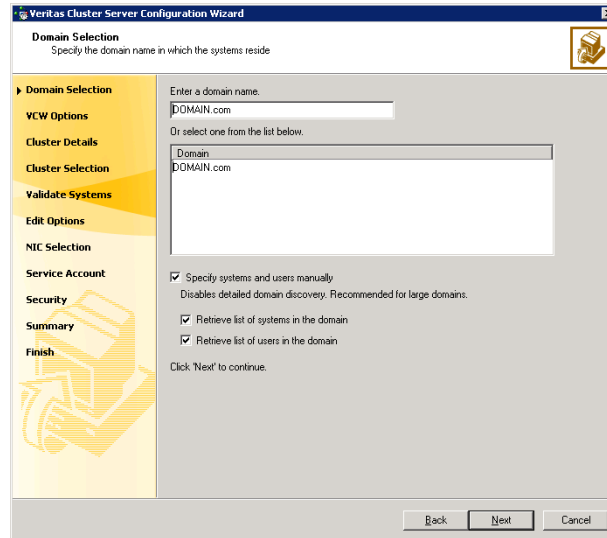 Veritas Cluster Server Configuration Wizard
Domain Selection
Specify the domain name in which the systems reside
Domain Selection
VCW Options
Cluster Details
Cluster Selection
Validate Systems
Edit Options
NIC Selection
Service Account
Security
Summary
Finish
Enter a domain name.
DOMAIN.com
Or select one from the list below.
Domain
DOMAIN.com
Specify systems and users manually
Disables detailed domain discovery. Recommended for large domains.
Retrieve list of systems in the domain
Retrieve list of users in the domain
Click 'Next' to continue.
Back
Next
Cancel